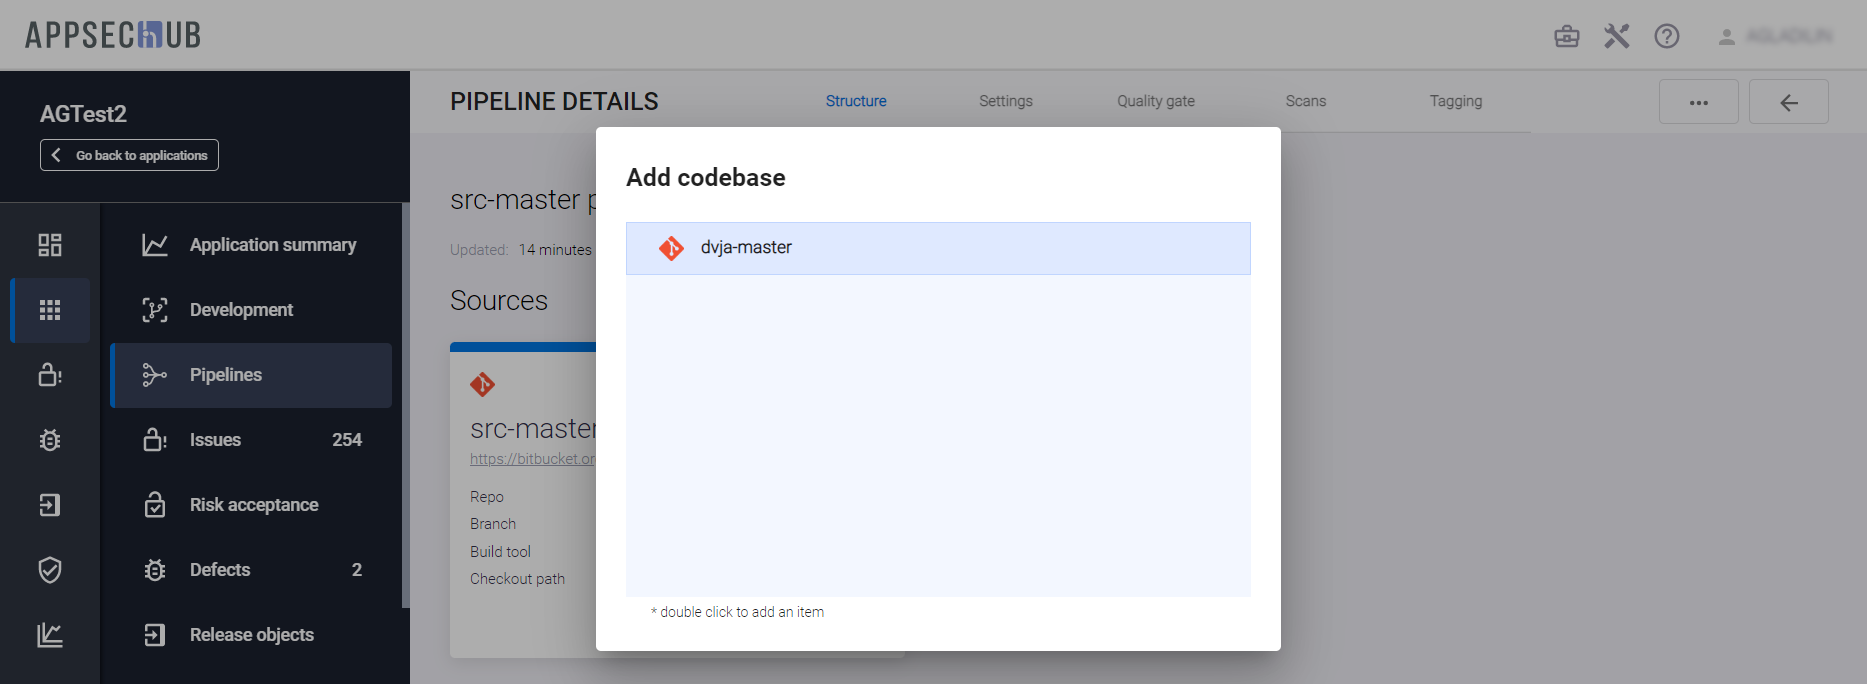 APPSECHUB
AGTest2
Go back to applications
Application summary
Development
Pipelines
Issues 254
Risk acceptance
Defects 2
Release objects
PIPELINE DETAILS
Structure
Settings
Quality gate
Scans
Tagging
src-master p
Updated: 14 minutes
Sources
src-master
https://bitbucket.or
Repo
Branch
Build tool
Checkout path
Add codebase
dvja-master
* double click to add an item